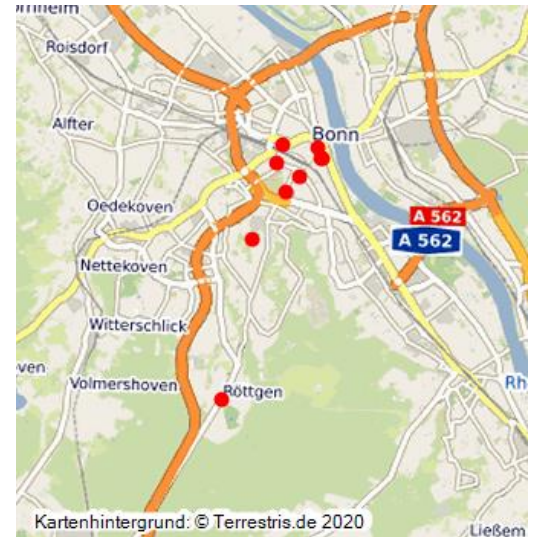 Roisdorf
Alfter
Bonn
Oedekoven
A 562
A 562
Nettekoven
Witterschlick
Volmershoven
Röttgen
Kartenhintergrund: © Terrestris.de 2020
Ließem